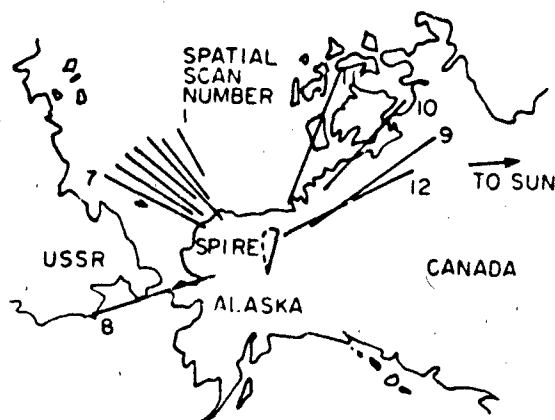 SPATIAL
SCAN
NUMBER
1
10
9
7
TO SUN
12
SPIRE
USSR
CANADA
ALASKA
8